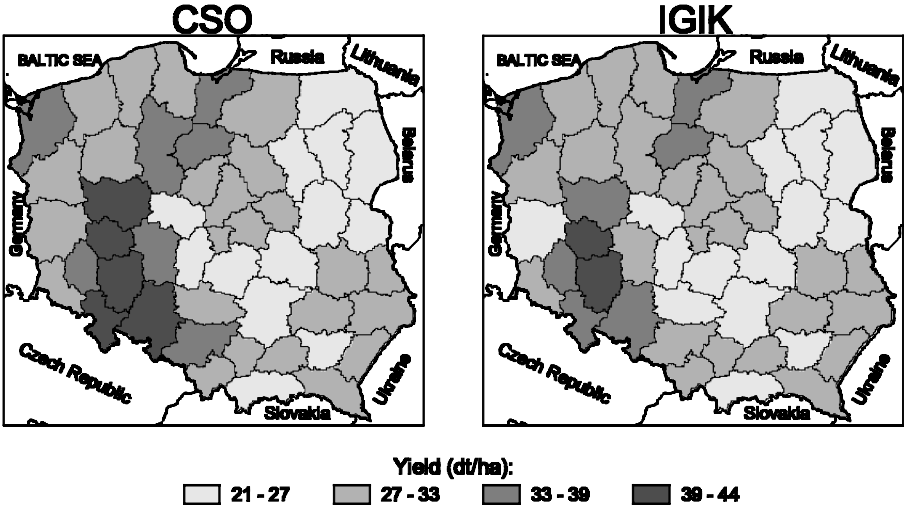 CSO
IGIK
BALTIC SEA
Russia
Lithuania
Belarus
Germany
Czech Republic
Slovakia
Ukraine
BALTIC SEA
Russia
Lithuania
Belarus
Germany
Czech Republic
Slovakia
Ukraine
Yield (dt/ha):
21 - 27
27 - 33
33 - 39
39 - 44